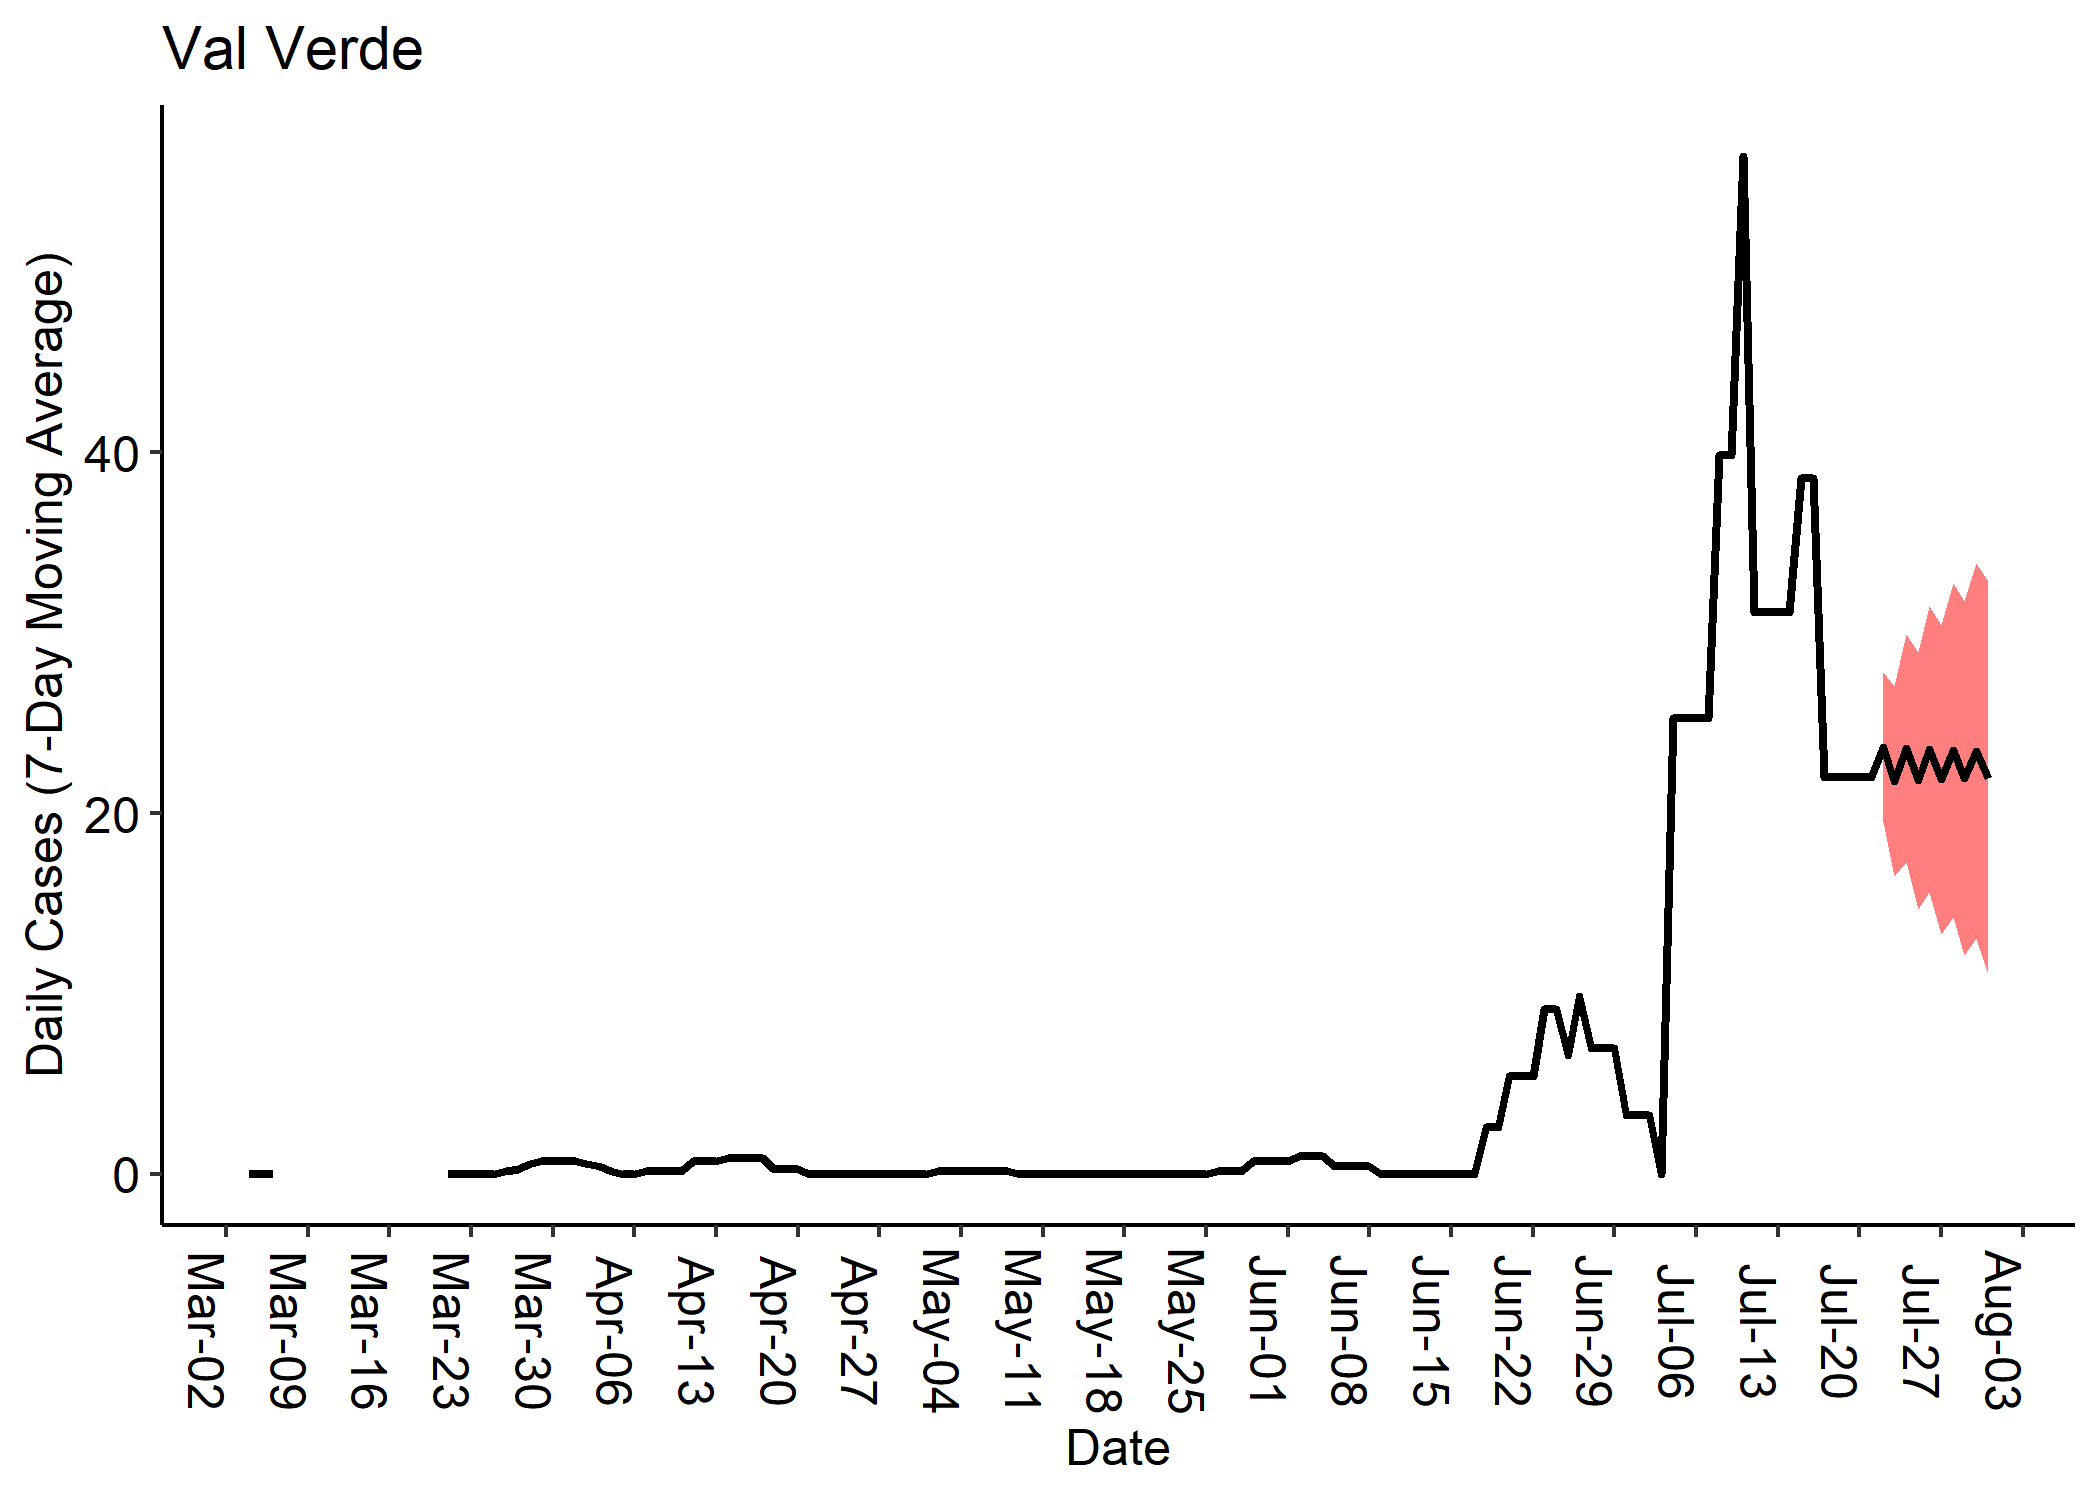 Val Verde
Daily Cases (7-Day Moving Average)
40
20
0
Mar-02
Mar-09
Mar-16
Mar-23
Mar-30
Apr-06
Apr-13
Apr-20
Apr-27
May-04
May-11
May-18
May-25
Jun-01
Jun-08
Jun-15
Jun-22
Jun-29
Jul-06
Jul-13
Jul-20
Jul-27
Aug-03
Date